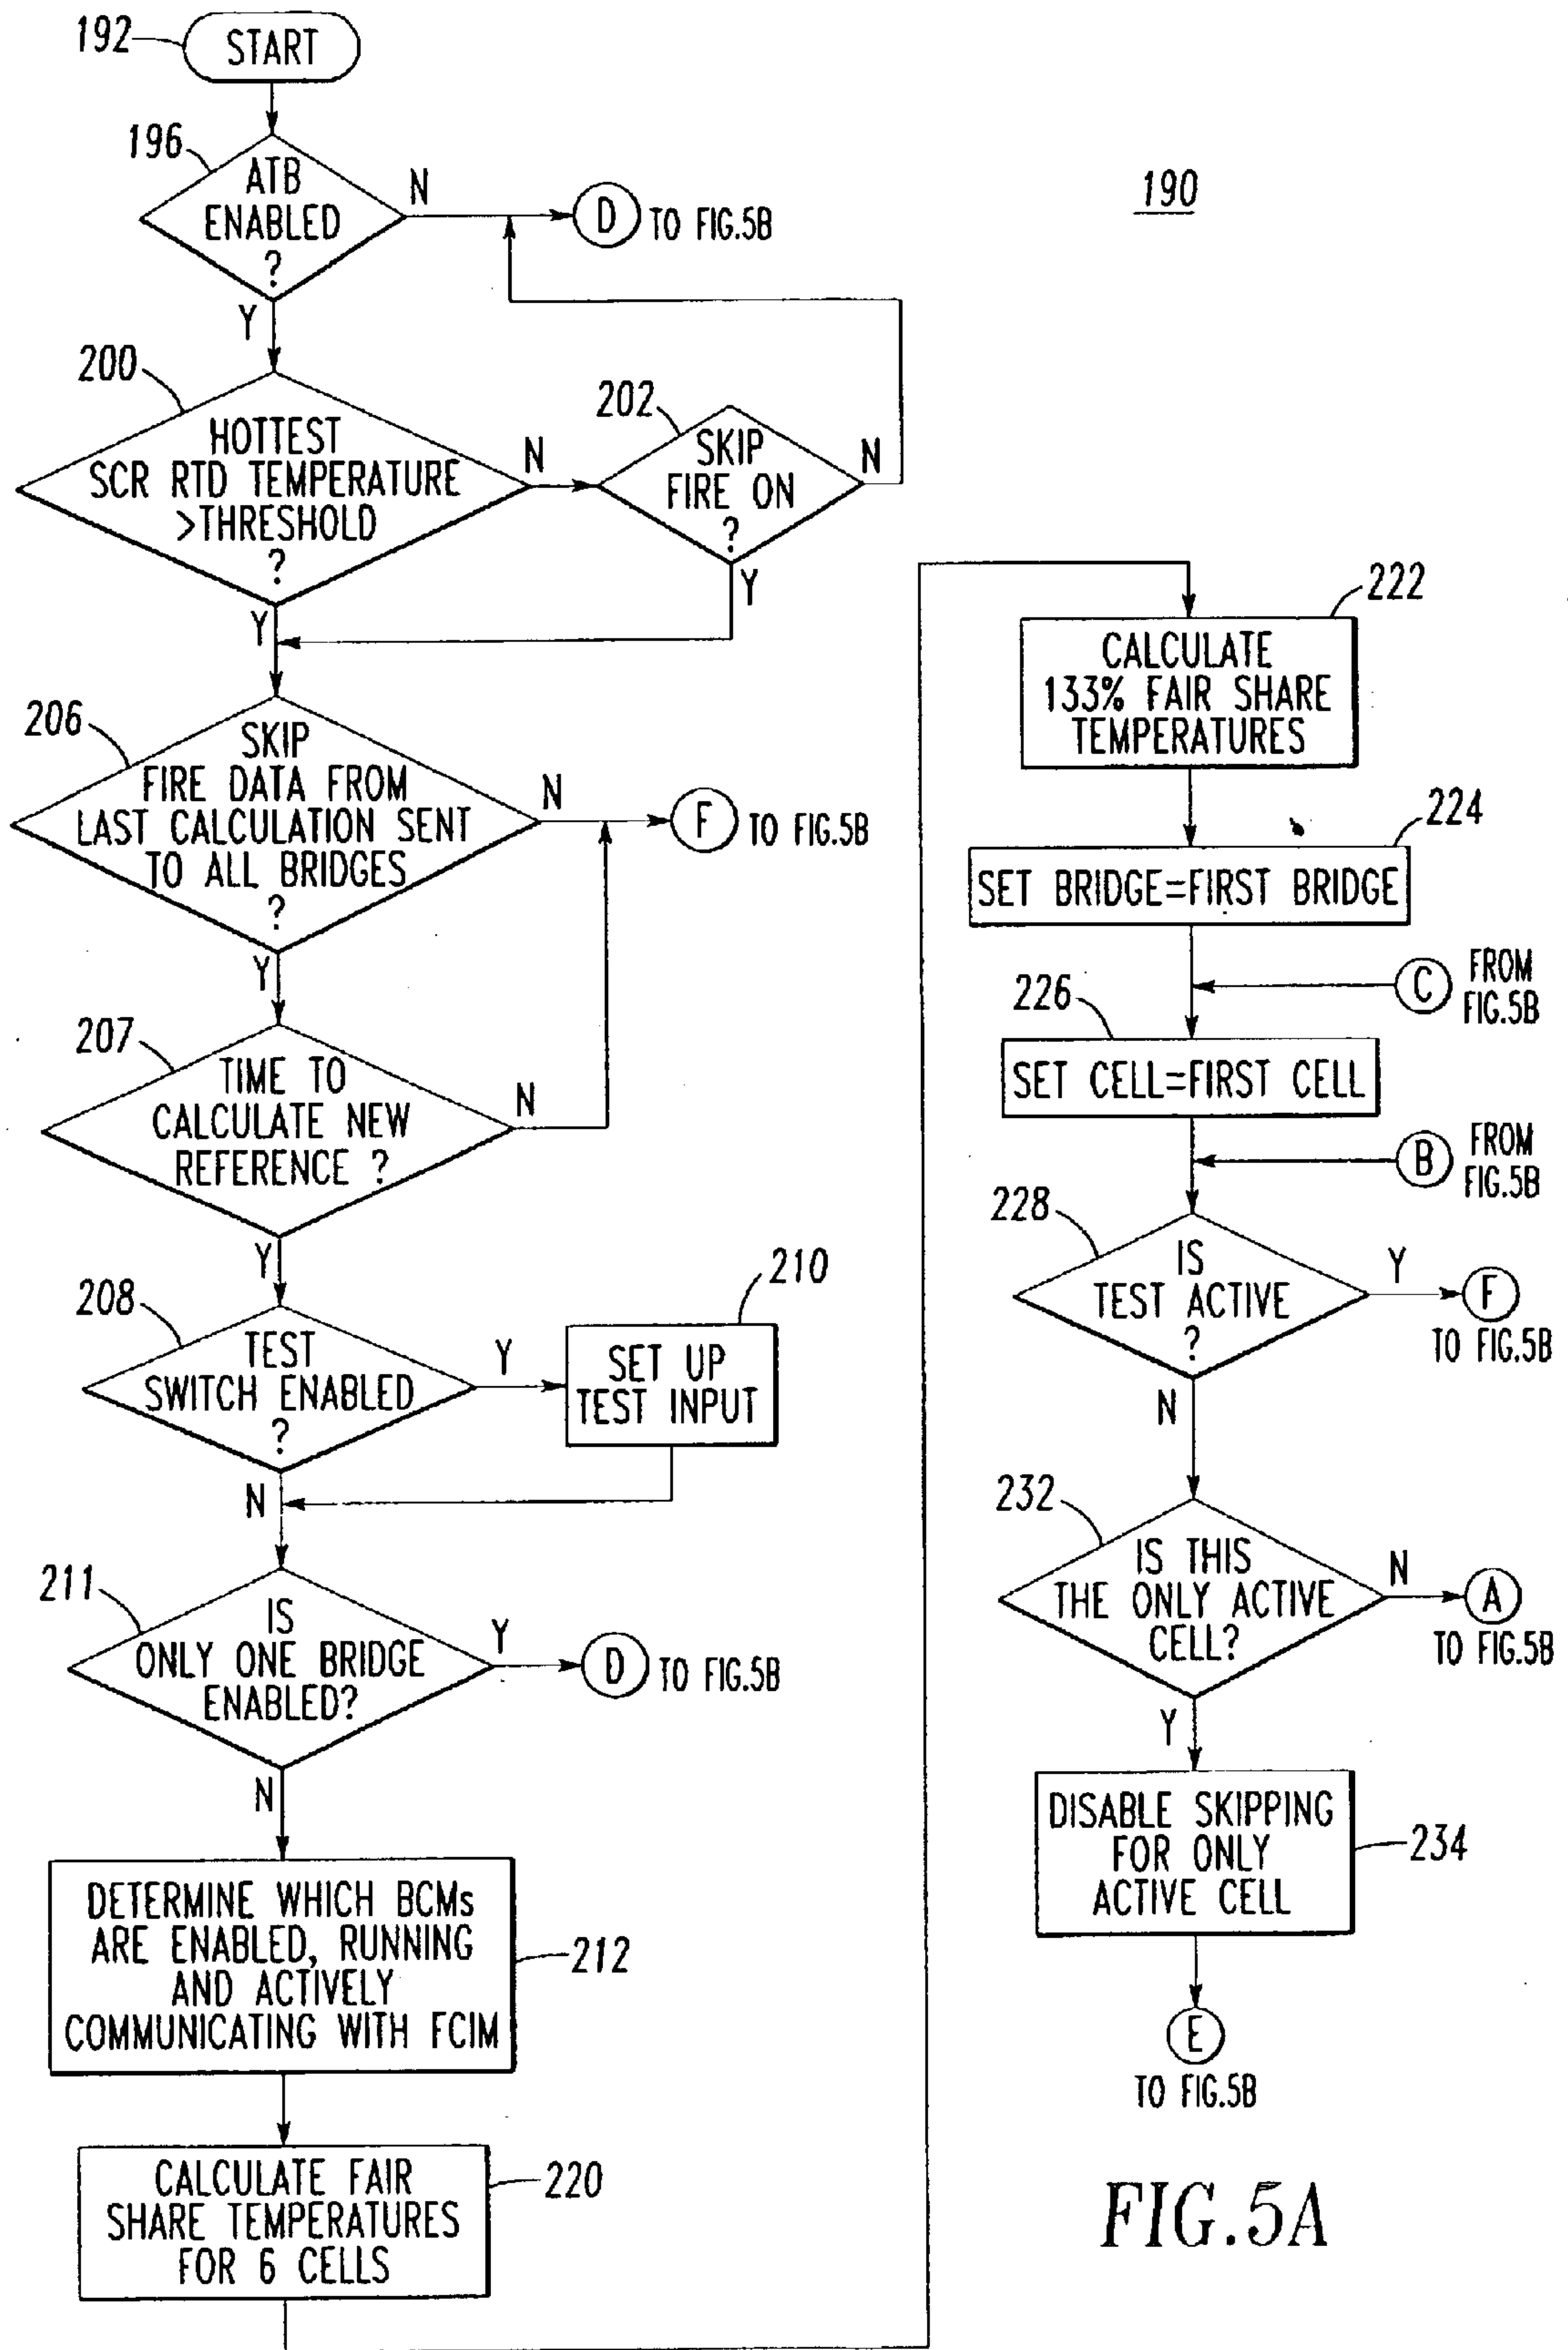 192
START
190
196
ATB
ENABLED
?
N
D
TO FIG.5B
Y
200
HOTTEST
SCR RTD TEMPERATURE
>THRESHOLD
?
N
202
SKIP
FIRE ON
?
N
Y
Y
206
SKIP
FIRE DATA FROM
LAST CALCULATION SENT
TO ALL BRIDGES
?
N
F
TO FIG.5B
Y
207
TIME TO
CALCULATE NEW
REFERENCE ?
N
Y
208
TEST
SWITCH ENABLED
?
Y
210
SET UP
TEST INPUT
N
211
IS
ONLY ONE BRIDGE
ENABLED?
Y
D
TO FIG.5B
N
DETERMINE WHICH BCMs
ARE ENABLED, RUNNING
AND ACTIVELY
COMMUNICATING WITH FCIM
212
CALCULATE FAIR
SHARE TEMPERATURES
FOR 6 CELLS
220
222
CALCULATE
133% FAIR SHARE
TEMPERATURES
224
SET BRIDGE=FIRST BRIDGE
C
FROM
FIG.5B
226
SET CELL=FIRST CELL
B
FROM
FIG.5B
228
IS
TEST ACTIVE
?
Y
F
TO FIG.5B
N
232
IS THIS
THE ONLY ACTIVE
CELL?
N
A
TO FIG.5B
Y
DISABLE SKIPPING
FOR ONLY
ACTIVE CELL
234
E
TO FIG.5B
FIG.5A